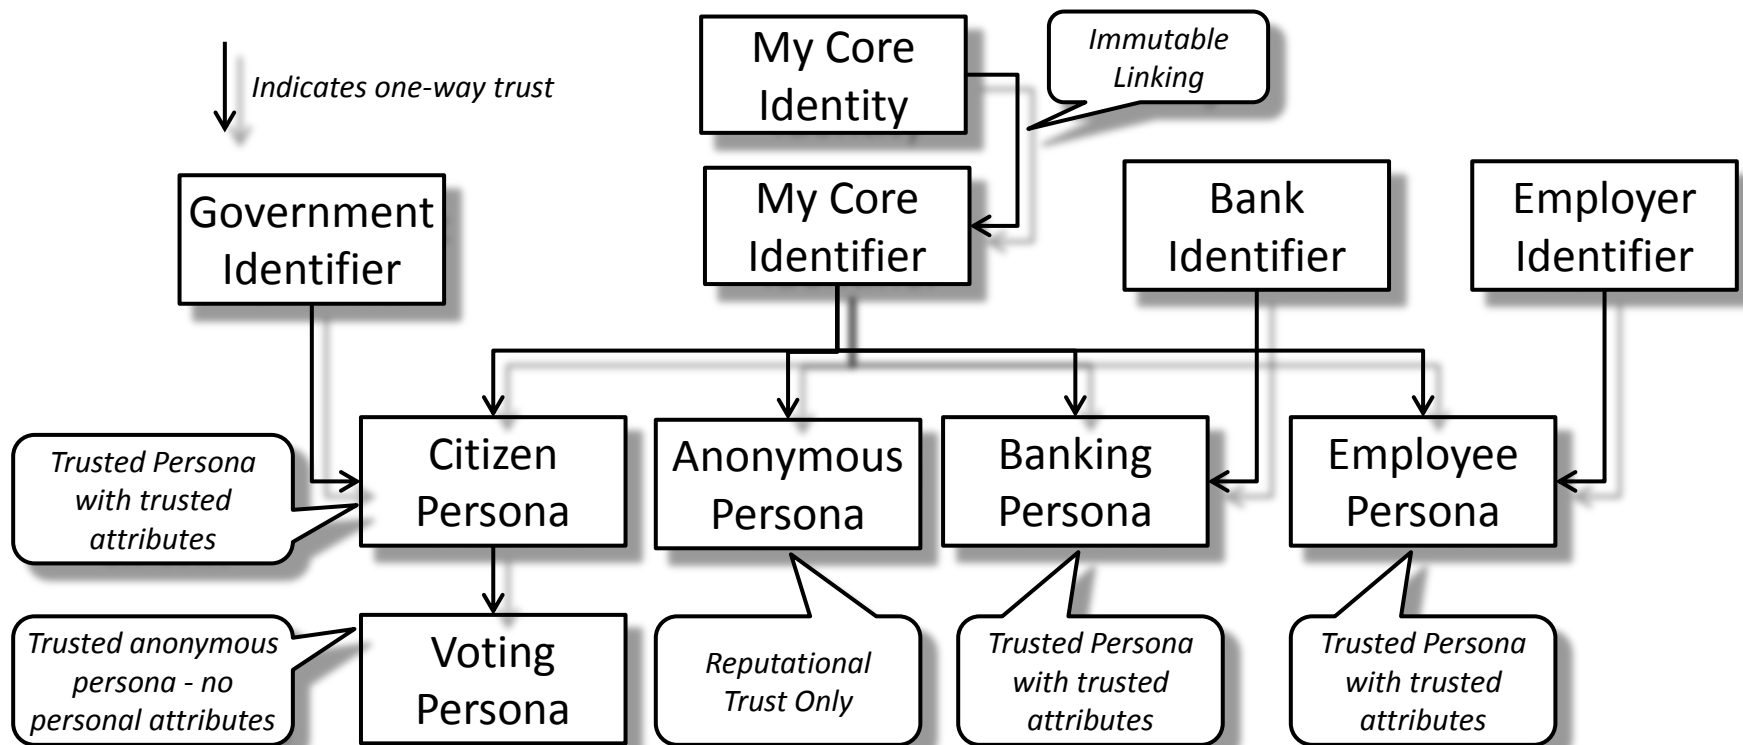 My Core
Identity
Immutable
Linking
Indicates one-way trust
Government
Identifier
My Core
Identifier
Bank
Identifier
Employer
Identifier
Trusted Persona
with trusted
attributes
Citizen
Persona
Anonymous
Persona
Banking
Persona
Employee
Persona
Trusted anonymous
persona - no
personal attributes
Voting
Persona
Reputational
Trust Only
Trusted Persona
with trusted
attributes
Trusted Persona
with trusted
attributes